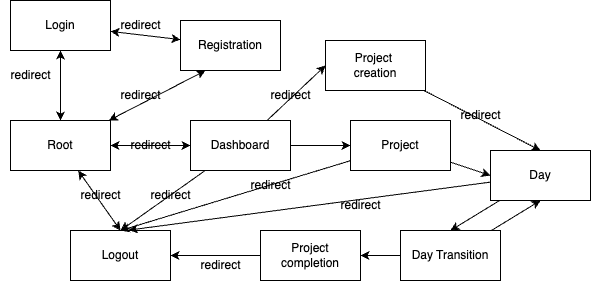 Login
redirect
Registration
Project
creation
redirect
redirect
redirect
redirect
Root
redirect
Dashboard
Project
Day
redirect
redirect
redirect
redirect
Logout
Project
completion
Day Transition
redirect